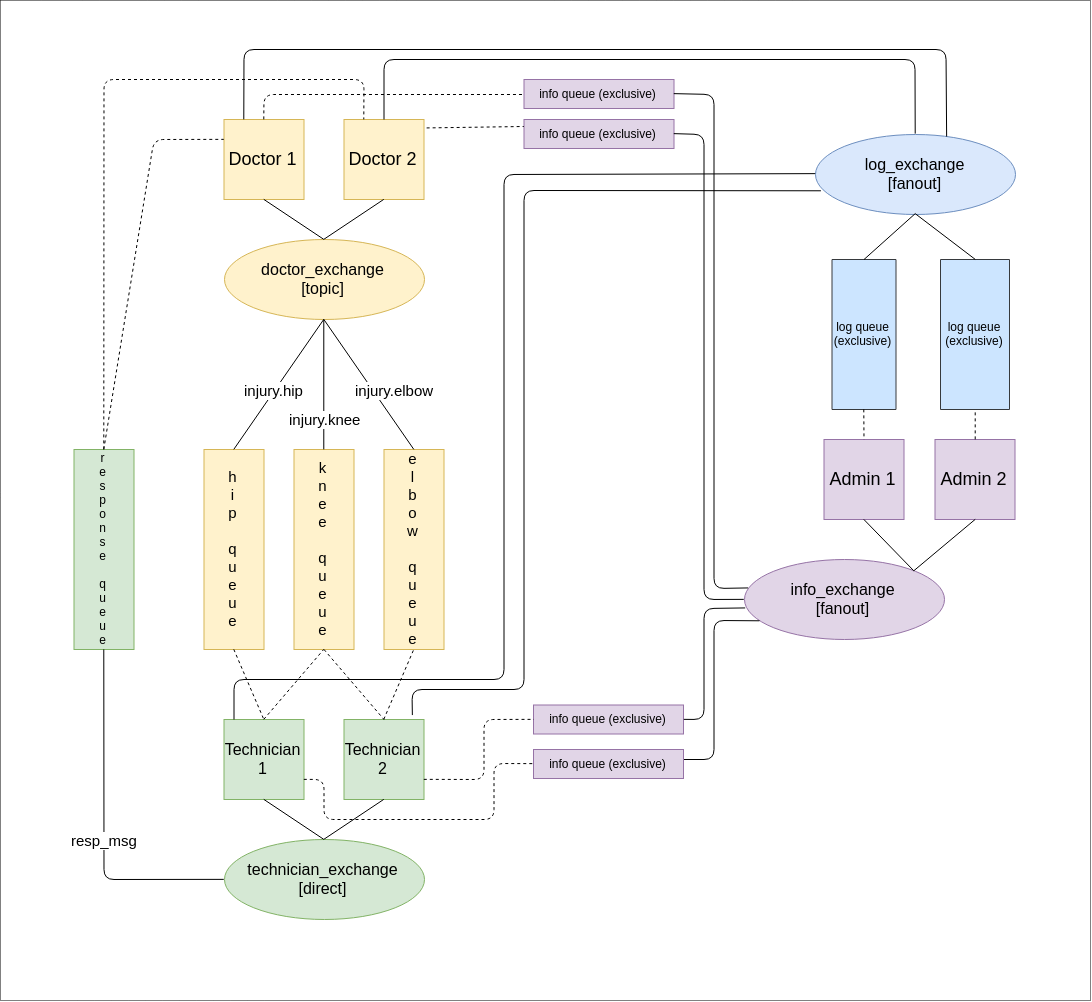 info queue (exclusive)
info queue (exclusive)
Doctor 1
Doctor 2
log_exchange
[fanout]
doctor_exchange
[topic]
log queue
(exclusive)
log queue
(exclusive)
injury.hip
injury.elbow
injury.knee
response queue
hip queue
knee queue
elbow queue
Admin 1
Admin 2
info_exchange
[fanout]
info queue (exclusive)
Technician
1
Technician
2
info queue (exclusive)
resp_msg
technician_exchange
[direct]